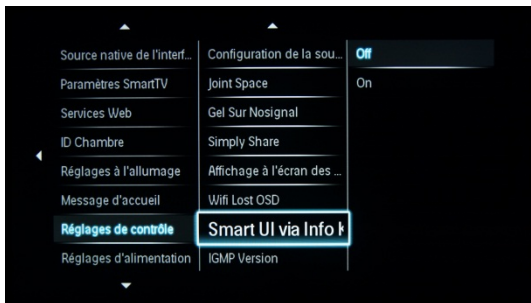 Source native de l'interf...
Paramètres SmartTV
Services Web
ID Chambre
Réglages à l'allumage
Message d'accueil
Réglages de contrôle
Réglages d'alimentation
Configuration de la sou...
Joint Space
Gel Sur Nosignal
Simply Share
Affichage à l'écran des ...
Wifi Lost OSD
Smart UI via Info
IGMP Version
Off
On